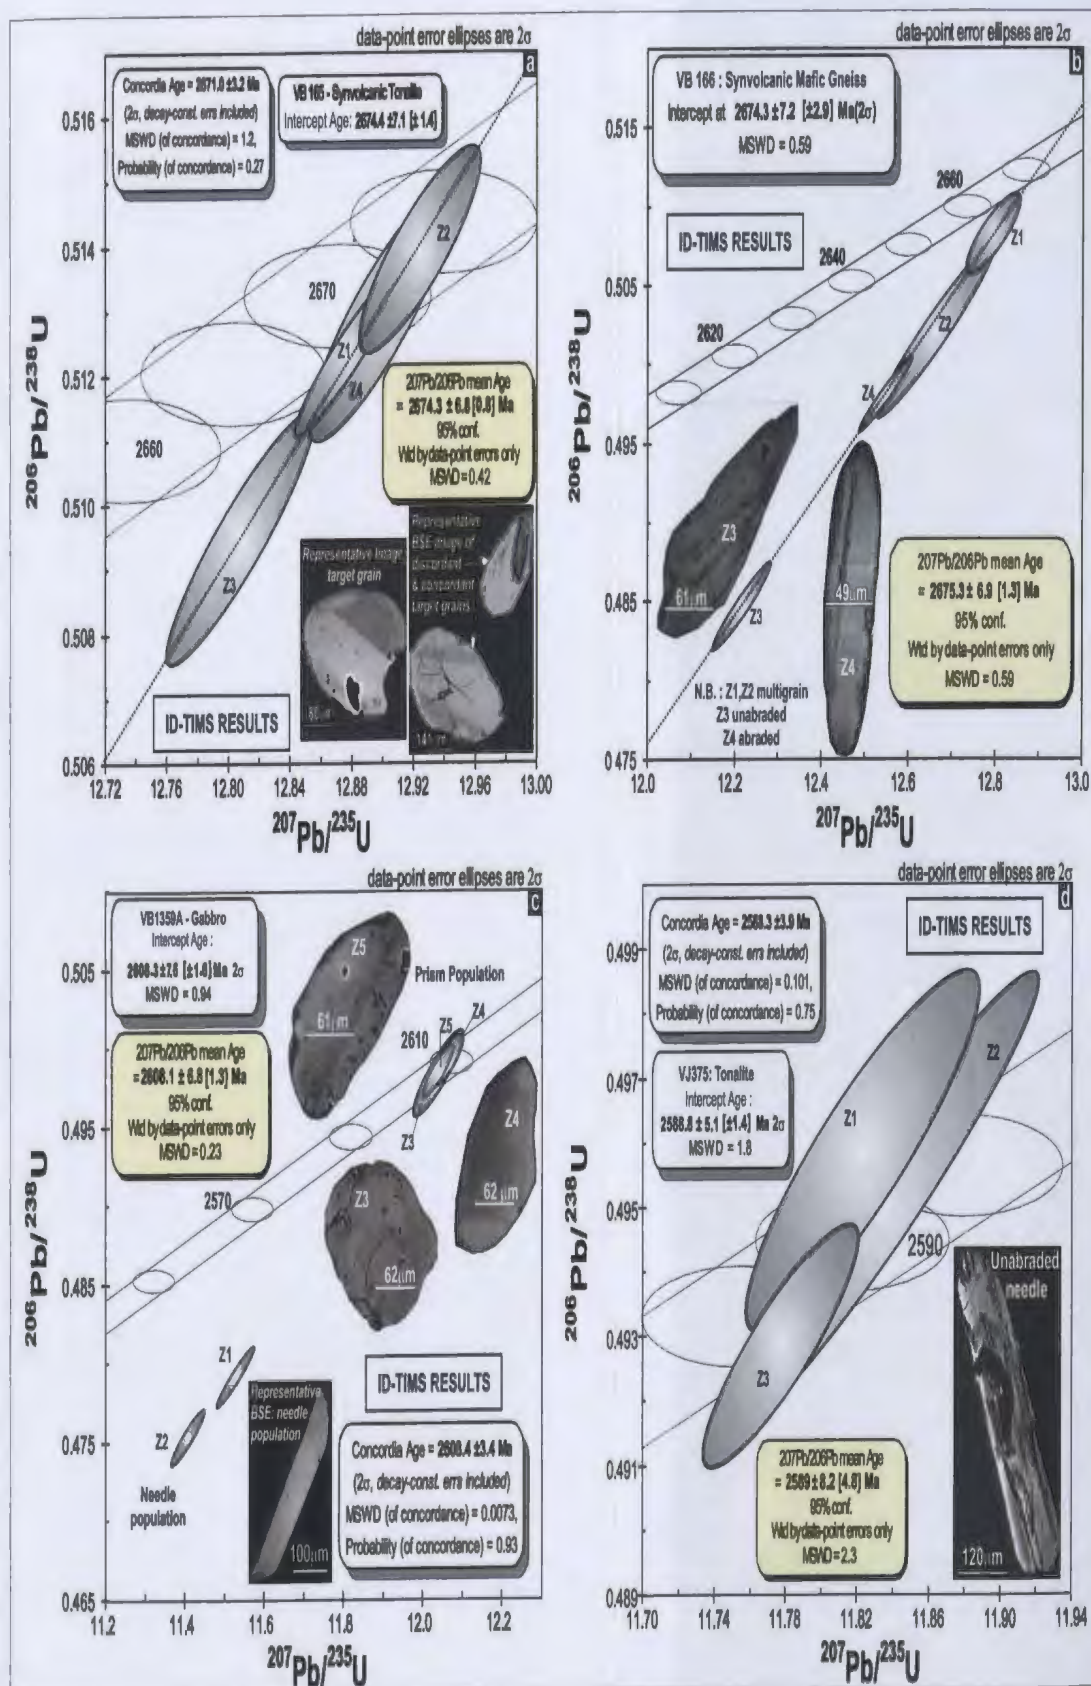 data-point error ellipses are 2σ
a
Concordia Age = 2671.0 ±3.2 Ma
(2σ, decay-const. errs included)
MSWD (of concordance) = 1.2,
Probability (of concordance) = 0.27
VB 165 - Synvolcanic Tonalite
Intercept Age: 2674.4 ±7.1 [± 1.4]
0.516
0.514
0.512
0.510
0.508
0.506
206Pb/238U
2670
2660
Z2
Z1
Z4
Z3
207Pb/206Pb mean Age
= 2674.3 ± 6.8 [0.8] Ma
95% conf.
Wtd by data-point errors only
MSWD = 0.42
Representative Image
target grain
Representative
BSE image of
discordant
& concordant
target grains
ID-TIMS RESULTS
12.72 12.76 12.80 12.84 12.88 12.92 12.96 13.00
207Pb/235U
data-point error ellipses are 2σ
b
VB 166 : Synvolcanic Mafic Gneiss
Intercept at 2674.3 ±7.2 [±2.9] Ma(2σ)
MSWD = 0.59
ID-TIMS RESULTS
0.515
0.505
0.495
0.485
0.475
206Pb/238U
2660
2640
2620
Z1
Z2
Z4
Z3
Z3
61μm
49μm
Z4
N.B. : Z1,Z2 multigrain
Z3 unabraded
Z4 abraded
207Pb/206Pb mean Age
= 2675.3 ± 6.9 [1.3] Ma
95% conf.
Wtd by data-point errors only
MSWD = 0.59
12.0 12.2 12.4 12.6 12.8 13.0
207Pb/235U
data-point error ellipses are 2σ
c
VB1359A - Gabbro
Intercept Age :
2608.3±7.6 [±1.6] Ma 2σ
MSWD = 0.94
207Pb/206Pb mean Age
= 2608.1 ± 6.8 [1.3] Ma
95% conf.
Wtd by data-point errors only
MSWD = 0.23
0.505
0.495
0.485
0.475
0.465
206Pb/238U
Z5
61μm
Prism Population
Z4
Z5
2610
Z3
2570
Z3
62μm
Z4
62 μm
Z1
Z2
Needle
population
Representative
BSE: needle
population
100μm
ID-TIMS RESULTS
Concordia Age = 2608.4 ±3.4 Ma
(2σ, decay-const. errs included)
MSWD (of concordance) = 0.0073,
Probability (of concordance) = 0.93
11.2 11.4 11.6 11.8 12.0 12.2
207Pb/235U
data-point error ellipses are 2σ
d
Concordia Age = 2588.3 ±3.9 Ma
(2σ, decay-const. errs included)
MSWD (of concordance) = 0.101,
Probability (of concordance) = 0.75
ID-TIMS RESULTS
VJ375: Tonalite
Intercept Age :
2588.8 ± 5.1 [±1.4] Ma 2σ
MSWD = 1.8
0.499
0.497
0.495
0.493
0.491
0.489
206Pb/238U
Z1
Z2
Z3
2590
Unabraded
needle
120μm
207Pb/206Pb mean Age
= 2589 ± 8.2 [4.8] Ma
95% conf.
Wtd by data-point errors only
MSWD = 2.3
11.70 11.74 11.78 11.82 11.86 11.90 11.94
207Pb/235U